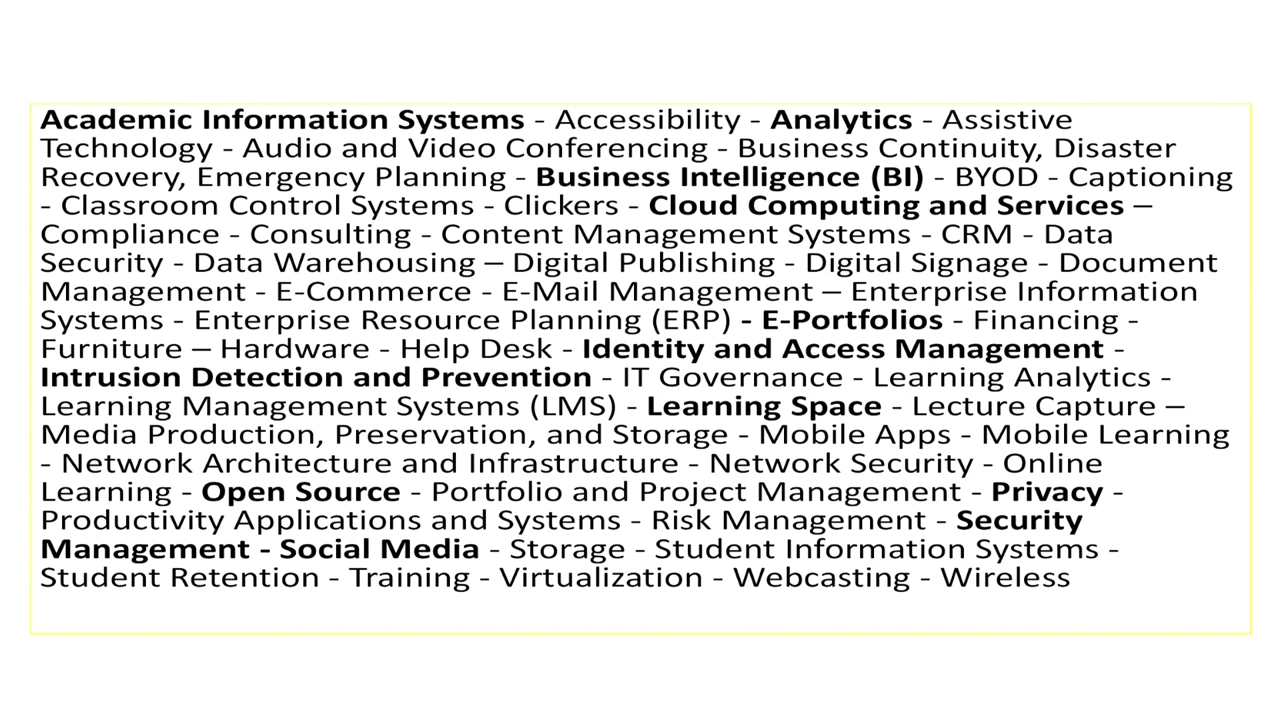 Academic Information Systems - Accessibility - Analytics - Assistive
Technology - Audio and Video Conferencing - Business Continuity, Disaster
Recovery, Emergency Planning - Business Intelligence (BI) - BYOD - Captioning
- Classroom Control Systems - Clickers - Cloud Computing and Services –
Compliance - Consulting - Content Management Systems - CRM - Data
Security - Data Warehousing – Digital Publishing - Digital Signage - Document
Management - E-Commerce - E-Mail Management – Enterprise Information
Systems - Enterprise Resource Planning (ERP) - E-Portfolios - Financing -
Furniture – Hardware - Help Desk - Identity and Access Management -
Intrusion Detection and Prevention - IT Governance - Learning Analytics -
Learning Management Systems (LMS) - Learning Space - Lecture Capture –
Media Production, Preservation, and Storage - Mobile Apps - Mobile Learning
- Network Architecture and Infrastructure - Network Security - Online
Learning - Open Source - Portfolio and Project Management - Privacy -
Productivity Applications and Systems - Risk Management - Security
Management - Social Media - Storage - Student Information Systems -
Student Retention - Training - Virtualization - Webcasting - Wireless